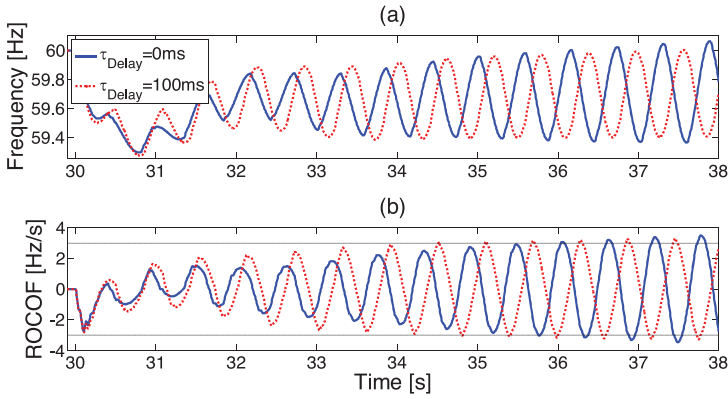 (a)
Frequency [Hz]
60
59.8
59.6
59.4
τDelay=0ms
τDelay=100ms
30 31 32 33 34 35 36 37 38
(b)
ROCOF [Hz/s]
4
2
0
-2
-4
30 31 32 33 34 35 36 37 38
Time [s]